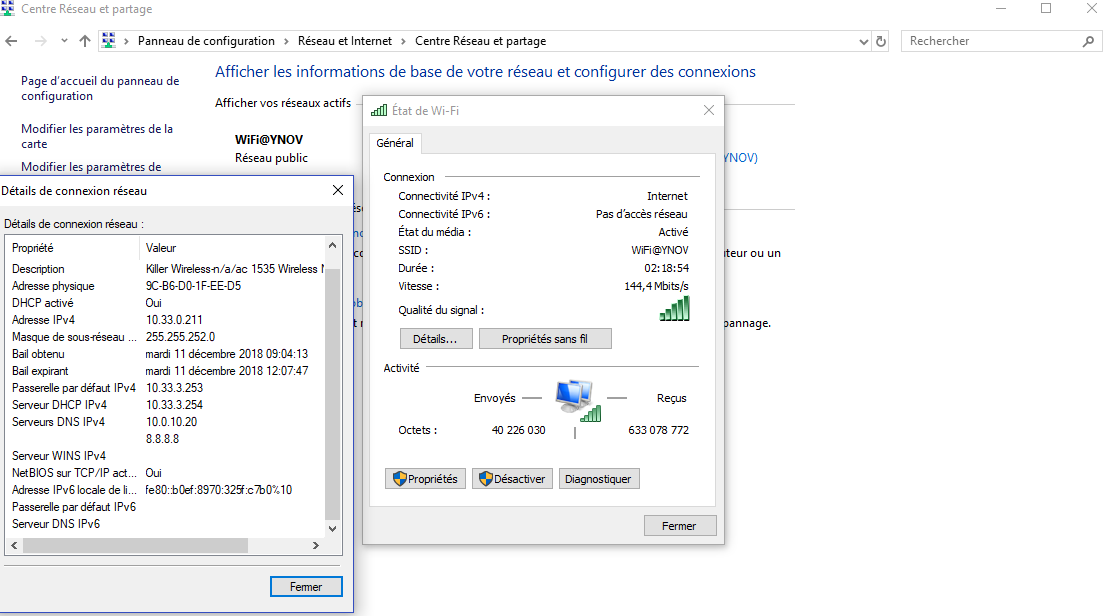 Centre Réseau et partage
Panneau de configuration
Réseau et Internet
Centre Réseau et partage
Rechercher
Page d'accueil du panneau de
configuration
Modifier les paramètres de la
carte
Modifier les paramètres de
Afficher les informations de base de votre réseau et configurer des connexions
Afficher vos réseaux actifs
WiFi@YNOV
Réseau public
YNOV)
uteur ou un
pannage.
Détails de connexion réseau
Détails de connexion réseau :
Propriété Valeur
Description Killer Wireless-n/a/ac 1535 Wireless
Adresse physique 9C-B6-D0-1F-EE-D5
DHCP activé Oui
Adresse IPv4 10.33.0.211
Masque de sous-réseau ... 255.255.252.0
Bail obtenu mardi 11 décembre 2018 09:04:13
Bail expirant mardi 11 décembre 2018 12:07:47
Passerelle par défaut IPv4 10.33.3.253
Serveur DHCP IPv4 10.33.3.254
Serveurs DNS IPv4 10.0.10.20
8.8.8.8
Serveur WINS IPv4
NetBIOS sur TCP/IP act... Oui
Adresse IPv6 locale de li... fe80::b0ef:8970:325f:c7b0%10
Passerelle par défaut IPv6
Serveur DNS IPv6
Fermer
État de Wi-Fi
Général
Connexion
Connectivité IPv4 : Internet
Connectivité IPv6 : Pas d'accès réseau
État du média : Activé
SSID : WiFi@YNOV
Durée : 02:18:54
Vitesse : 144,4 Mbits/s
Qualité du signal :
Détails... Propriétés sans fil
Activité
Envoyés Reçus
Octets : 40 226 030 633 078 772
Propriétés Désactiver Diagnostiquer
Fermer